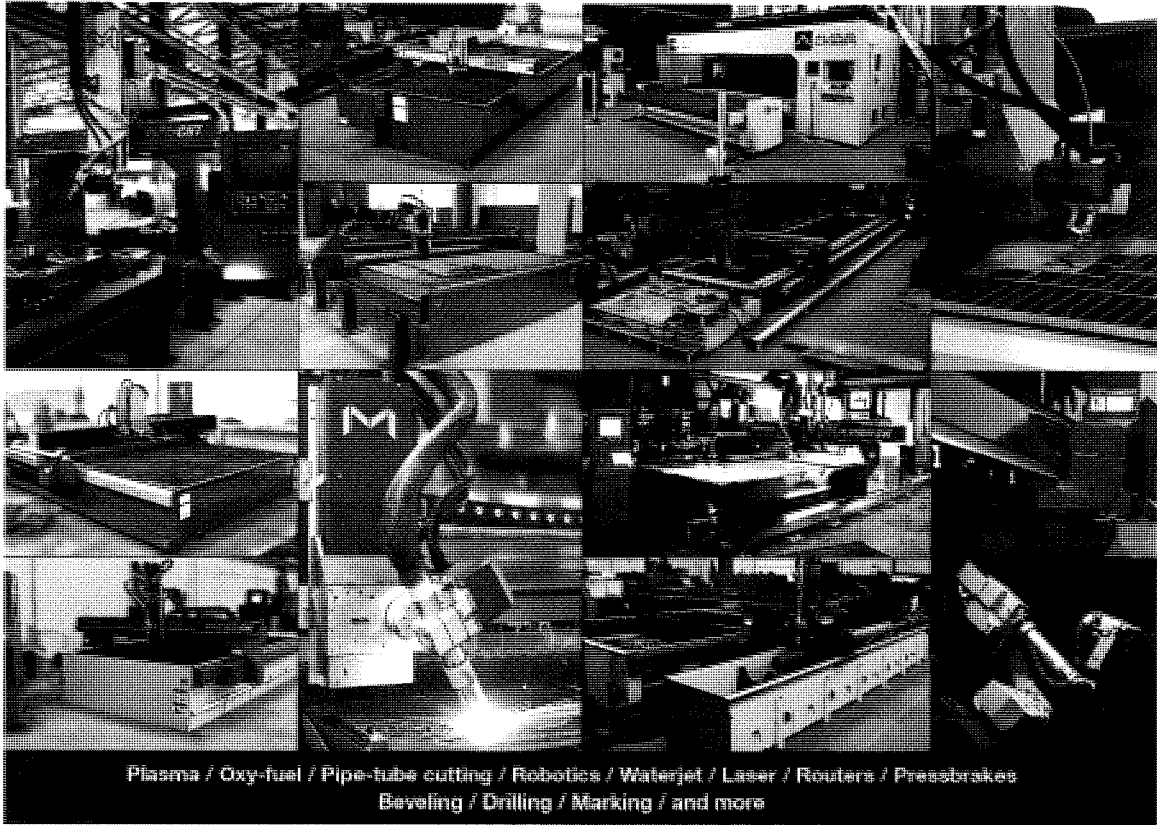 Plasma / Oxy-fuel / Pipe-tube cutting / Robotics / Waterjet / Laser / Routers / Pressbrakes
Beveling / Drilling / Marking / and more